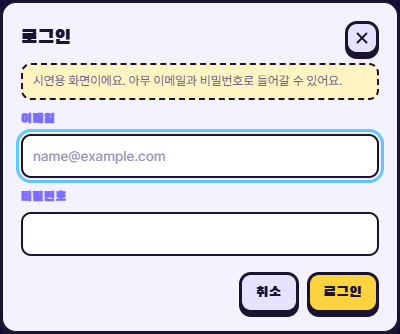 로그인
시연용 화면이에요. 아무 이메일과 비밀번호로 들어갈 수 있어요.
이메일
name@example.com
비밀번호
취소
로그인